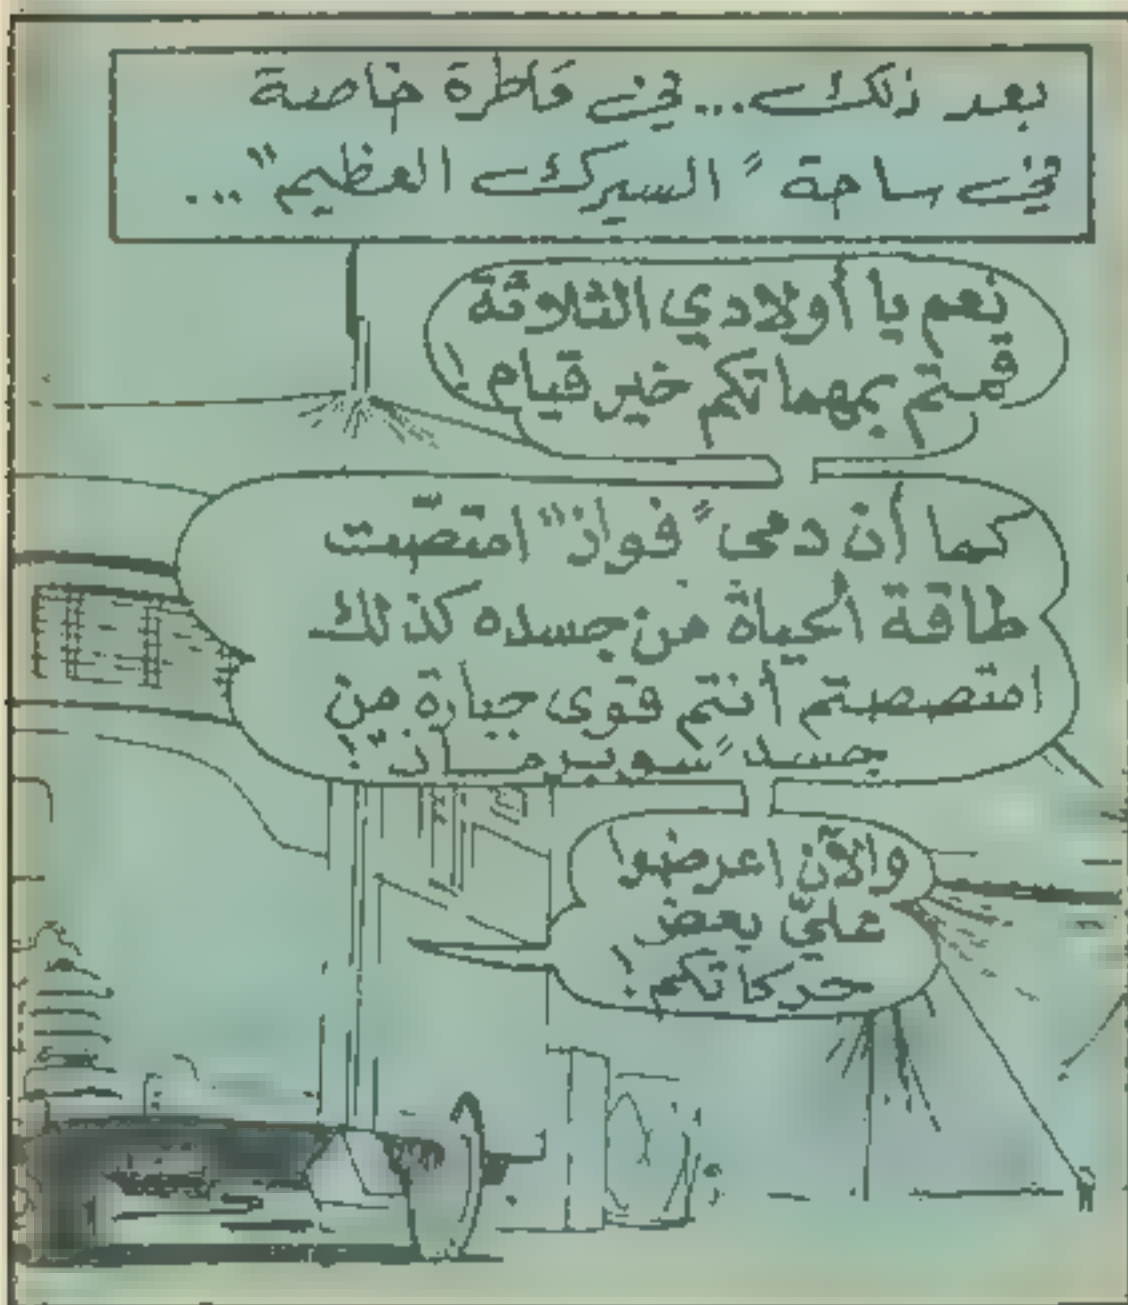 بعد ذلك... في قاطرة خاصة
في ساحة "السيرك العظيم"...
نعم يا أولادي الثلاثة
قمتم بمهماتكم خير قيام!
كما أن دمى "فواز" امتصّت
طاقة الحياة من جسده كذلك
امتصصتم أنتم قوى جبارة من
جسد "سوبرمان"!
والآن اعرضوا
عليّ بعض
حركاتكم!